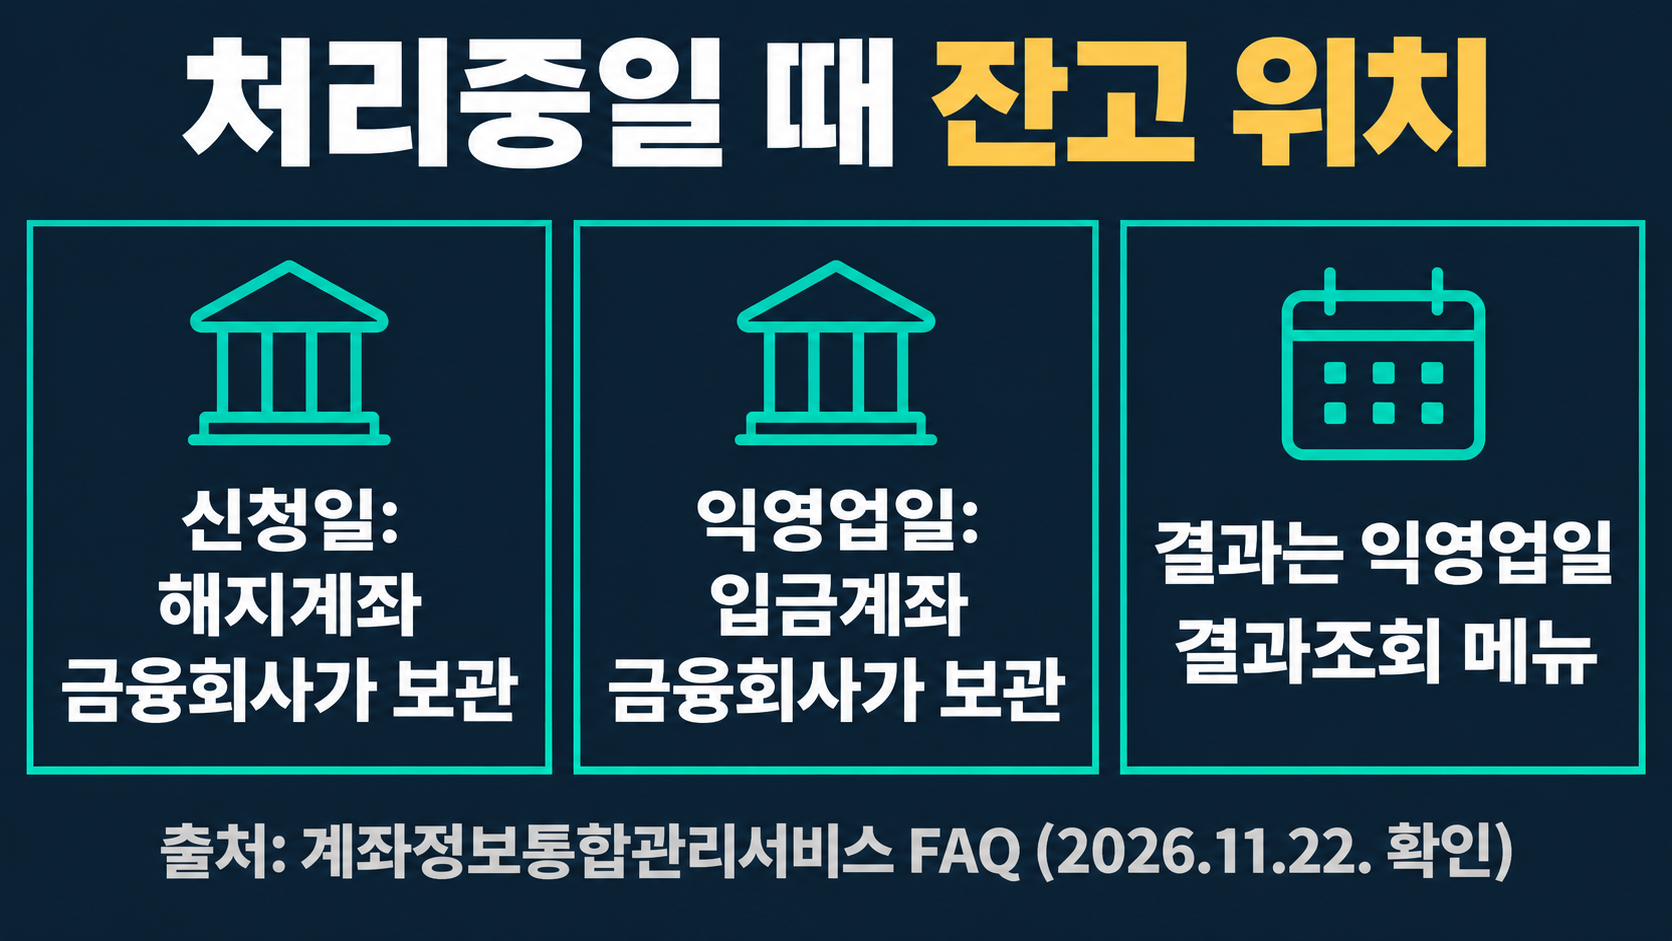 처리중일 때 잔고 위치
신청일:
해지계좌
금융회사가 보관
익영업일:
입금계좌
금융회사가 보관
결과는 익영업일
결과조회 메뉴
출처: 계좌정보통합관리서비스 FAQ (2026.11.22. 확인)